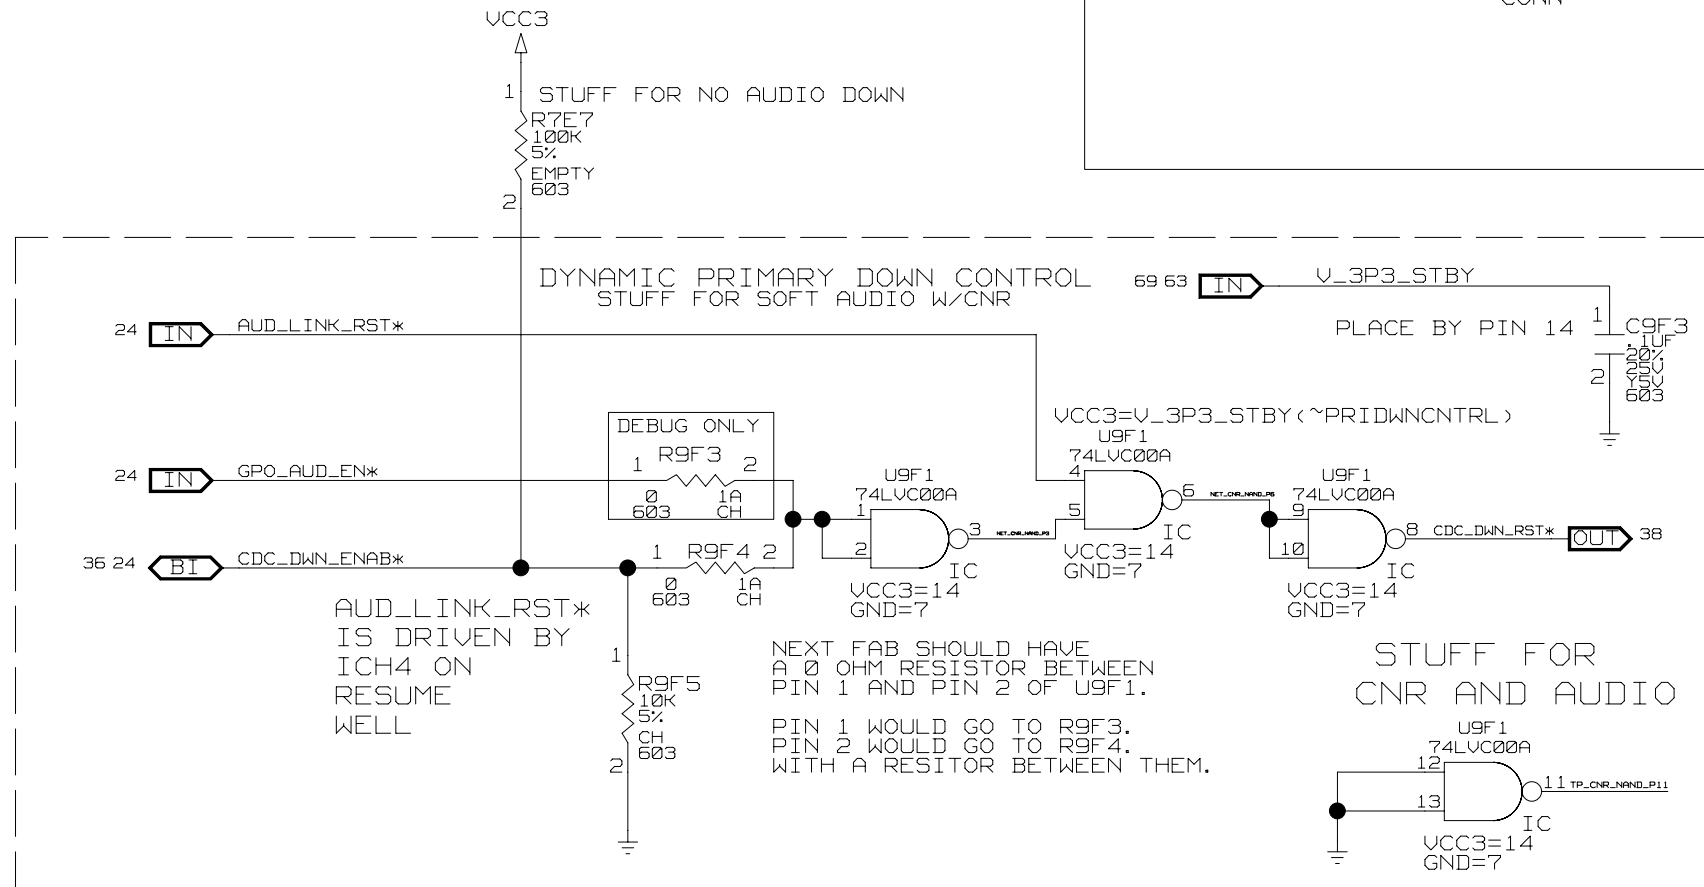 CONN
VCC3
1 STUFF FOR NO AUDIO DOWN
R7E7
100K
5%
EMPTY
603
2
DYNAMIC PRIMARY DOWN CONTROL
STUFF FOR SOFT AUDIO W/CNR
69 63 IN V_3P3_STBY
24 IN AUD_LINK_RST*
PLACE BY PIN 14
1
C9F3
.1UF
20%
25V
Y5V
603
2
DEBUG ONLY
R9F3
1 2
0 1A
603 CH
24 IN GPO_AUD_EN*
VCC3=V_3P3_STBY(~PRIDWNCNTRL)
U9F1
74LVC00A
4
5
6 NET_CNR_NAND_P6
IC
VCC3=14
GND=7
U9F1
74LVC00A
1
2
3 NET_CNR_NAND_P3
IC
VCC3=14
GND=7
U9F1
74LVC00A
9
10
8 CDC_DWN_RST* OUT 38
IC
VCC3=14
GND=7
36 24 BI CDC_DWN_ENAB*
1 R9F4 2
0 1A
603 CH
AUD_LINK_RST*
IS DRIVEN BY
ICH4 ON
RESUME
WELL
1
R9F5
10K
5%
CH
603
2
NEXT FAB SHOULD HAVE
A 0 OHM RESISTOR BETWEEN
PIN 1 AND PIN 2 OF U9F1.
PIN 1 WOULD GO TO R9F3.
PIN 2 WOULD GO TO R9F4.
WITH A RESITOR BETWEEN THEM.
STUFF FOR
CNR AND AUDIO
U9F1
74LVC00A
12
13
11 TP_CNR_NAND_P11
IC
VCC3=14
GND=7